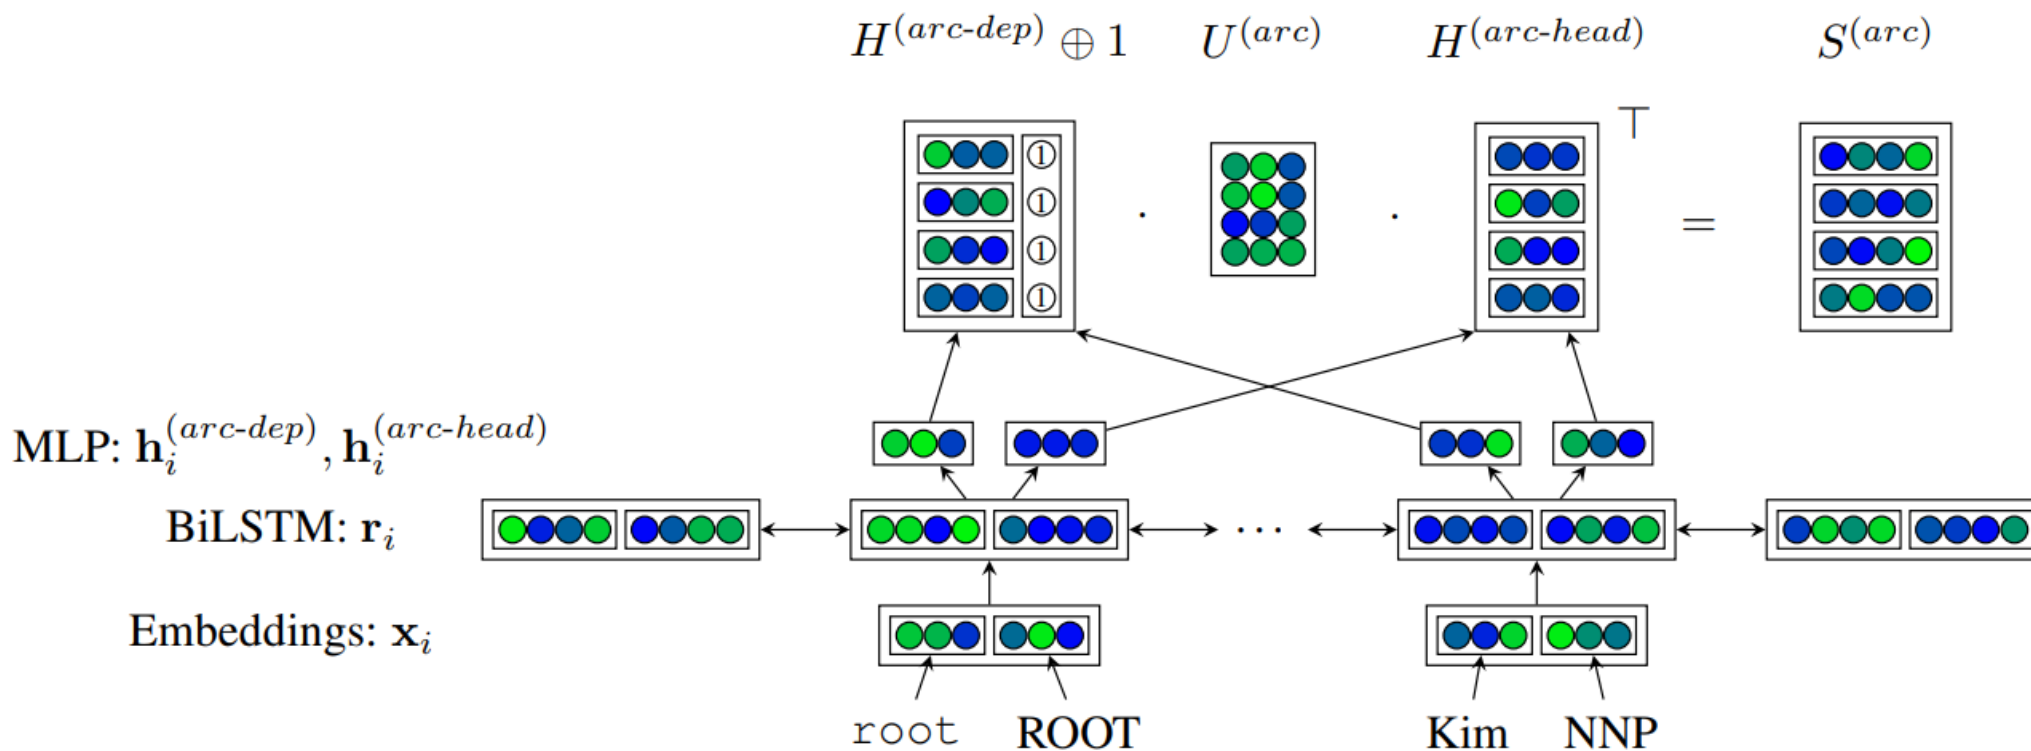 H^(arc-dep) ⊕ 1 U^(arc) H^(arc-head) S^(arc)
⊤
1
1
· · =
1
1
MLP: h_i^(arc-dep), h_i^(arc-head)
BiLSTM: r_i ···
Embeddings: x_i
root ROOT Kim NNP